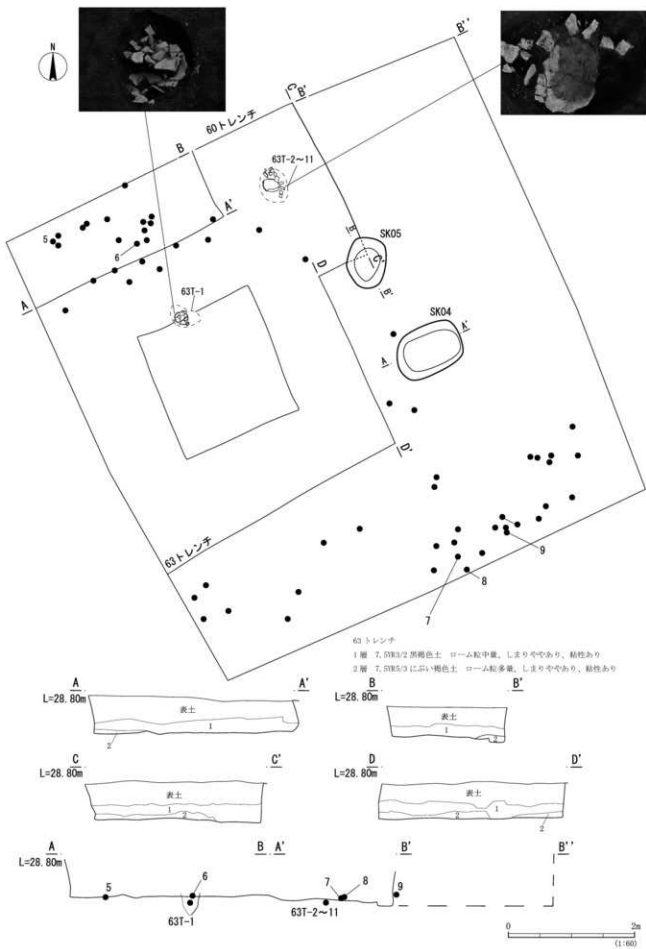 N
B''
C
B'
60トレンチ
B
63T-2～11
A'
5
6
B
SK05
D
C'
A
63T-1
B'
SK04
A'
A
D'
9
63トレンチ
8
7
63トレンチ
1層 7.5YR3/2 黒褐色土 ローム粒中量、しまりややあり、粘性あり
2層 7.5YR5/3 にぶい褐色土 ローム粒多量、しまりややあり、粘性あり
A A' B B'
L=28.80m L=28.80m
表土 表土
1 1
2 2
C C' D D'
L=28.80m L=28.80m
表土 表土
1 1
2 2 2
A B A' B' B''
L=28.80m
5 6 7 8 9
63T-1 63T-2～11
0 2m
(1:60)